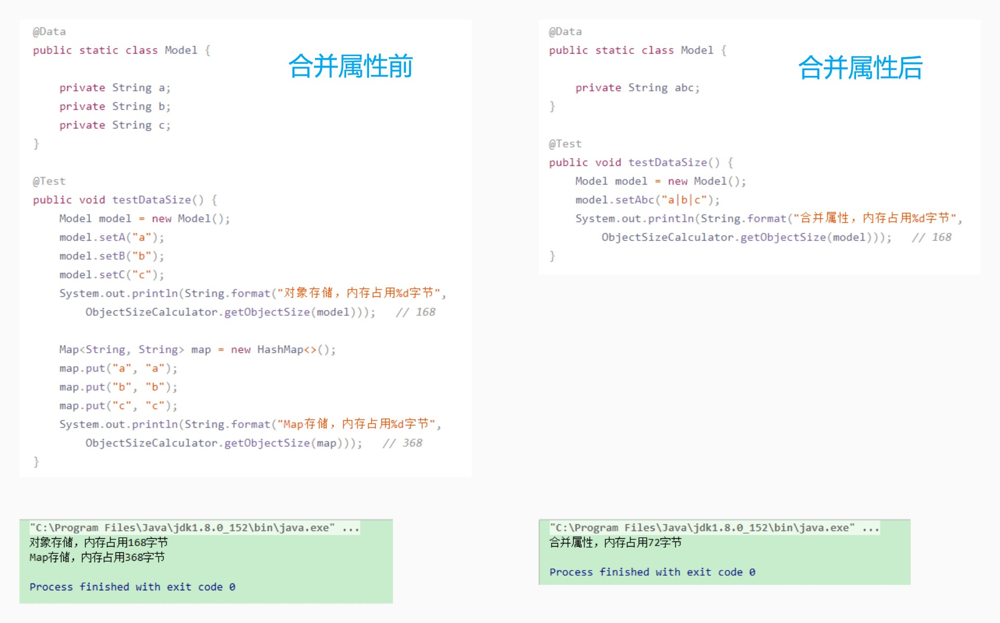 合并属性前
@Data
public static class Model {
private String a;
private String b;
private String c;
}
@Test
public void testDataSize() {
Model model = new Model();
model.setA("a");
model.setB("b");
model.setC("c");
System.out.println(String.format("对象存储，内存占用%d字节",
ObjectSizeCalculator.getObjectSize(model)));   // 168
Map<String, String> map = new HashMap<>();
map.put("a", "a");
map.put("b", "b");
map.put("c", "c");
System.out.println(String.format("Map存储，内存占用%d字节",
ObjectSizeCalculator.getObjectSize(map)));   // 368
}
"C:\Program Files\Java\jdk1.8.0_152\bin\java.exe" ...
对象存储，内存占用168字节
Map存储，内存占用368字节
Process finished with exit code 0
合并属性后
@Data
public static class Model {
private String abc;
}
@Test
public void testDataSize() {
Model model = new Model();
model.setAbc("a|b|c");
System.out.println(String.format("合并属性，内存占用%d字节",
ObjectSizeCalculator.getObjectSize(model)));   // 168
}
"C:\Program Files\Java\jdk1.8.0_152\bin\java.exe" ...
合并属性，内存占用72字节
Process finished with exit code 0